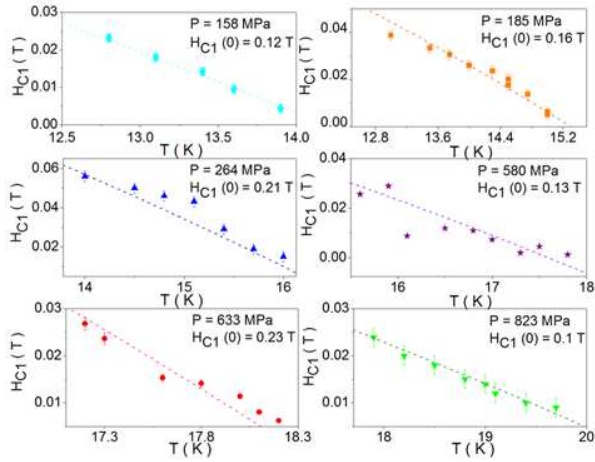 P = 158 MPa
H_C1 (0) = 0.12 T
0.03
0.02
0.01
0.00
H_C1 (T)
12.5 13.0 13.5 14.0
T ( K )
P = 185 MPa
H_C1 (0) = 0.16 T
0.04
0.02
0.00
H_C1 (T)
12.8 13.6 14.4 15.2
T ( K )
P = 264 MPa
H_C1 (0) = 0.21 T
0.06
0.04
0.02
H_C1 (T)
14 15 16
T ( K )
P = 580 MPa
H_C1 (0) = 0.13 T
0.04
0.02
0.00
H_C1 (T)
16 17 18
T ( K )
P = 633 MPa
H_C1 (0) = 0.23 T
0.03
0.02
0.01
H_C1 (T)
17.3 17.8 18.3
T ( K )
P = 823 MPa
H_C1 (0) = 0.1 T
0.03
0.02
0.01
H_C1 (T)
18 19 20
T ( K )